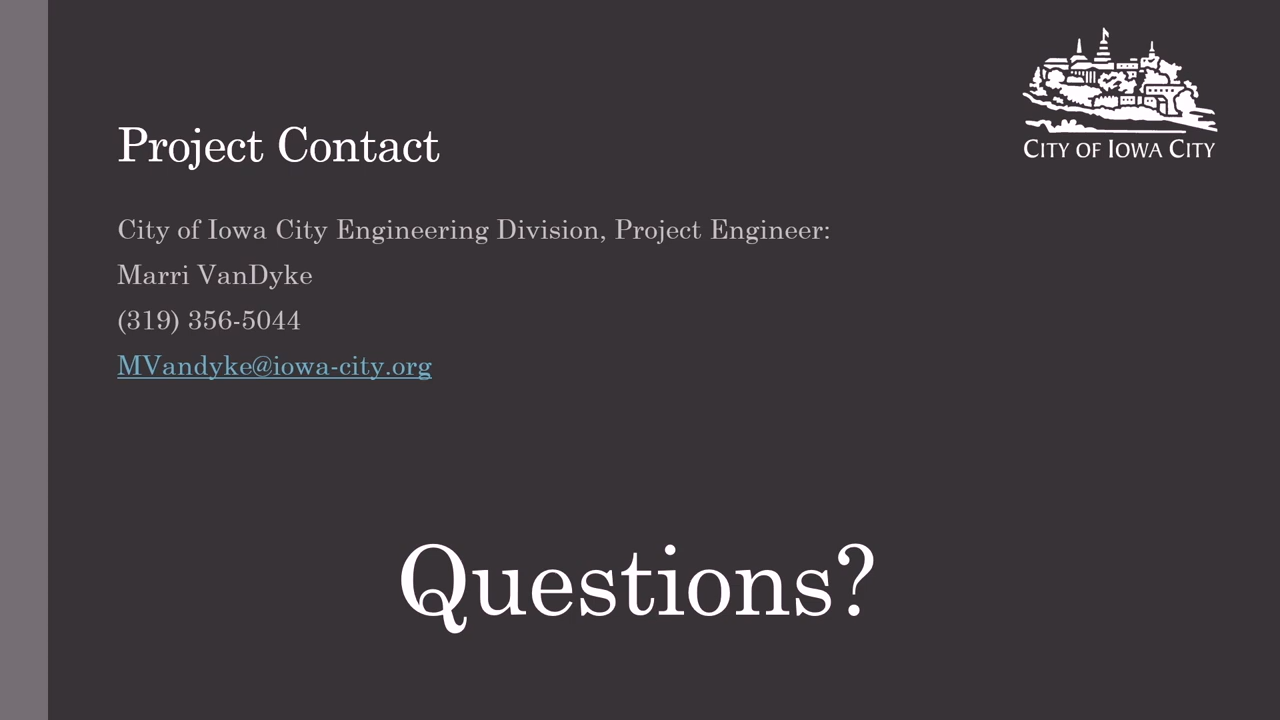 CITY OF IOWA CITY
Project Contact
City of Iowa City Engineering Division, Project Engineer:
Marri VanDyke
(319) 356-5044
MVandyke@iowa-city.org
Questions?